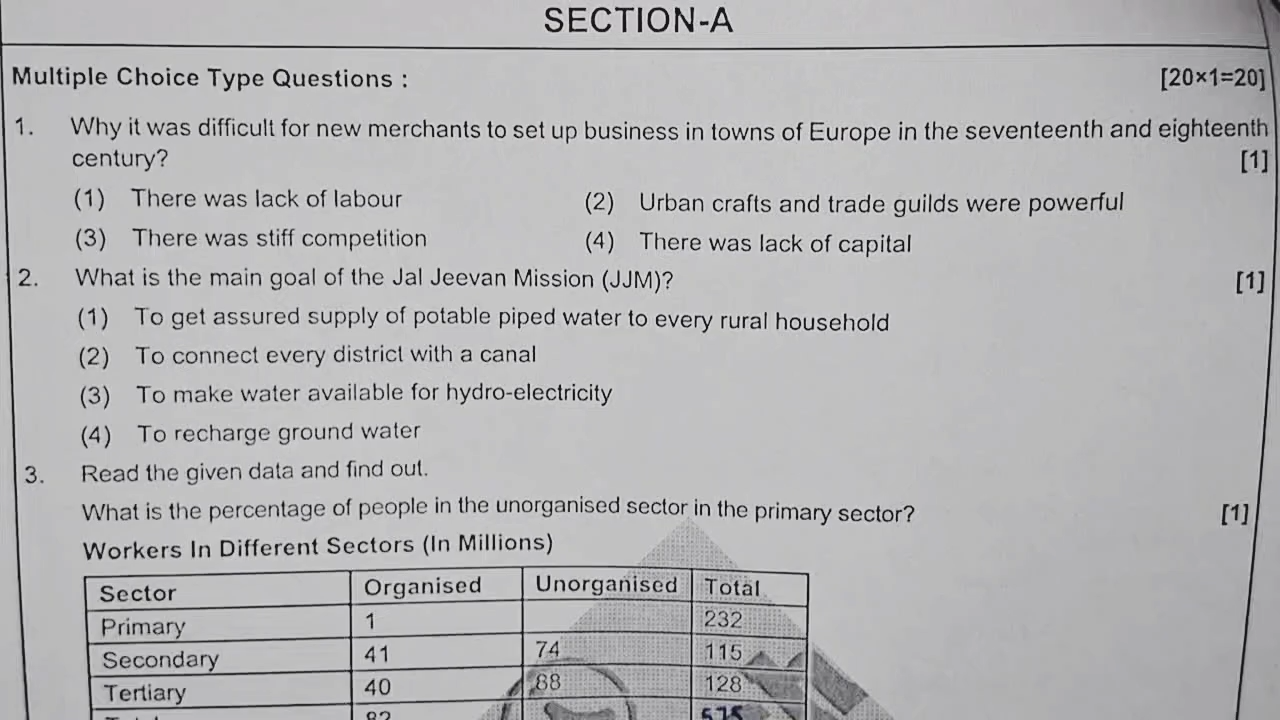 SECTION-A
Multiple Choice Type Questions : [20×1=20]
1. Why it was difficult for new merchants to set up business in towns of Europe in the seventeenth and eighteenth
century? [1]
(1) There was lack of labour (2) Urban crafts and trade guilds were powerful
(3) There was stiff competition (4) There was lack of capital
2. What is the main goal of the Jal Jeevan Mission (JJM)? [1]
(1) To get assured supply of potable piped water to every rural household
(2) To connect every district with a canal
(3) To make water available for hydro-electricity
(4) To recharge ground water
3. Read the given data and find out.
What is the percentage of people in the unorganised sector in the primary sector? [1]
Workers In Different Sectors (In Millions)
Sector Organised Unorganised Total
Primary 1 232
Secondary 41 74 115
Tertiary 40 88 128
82